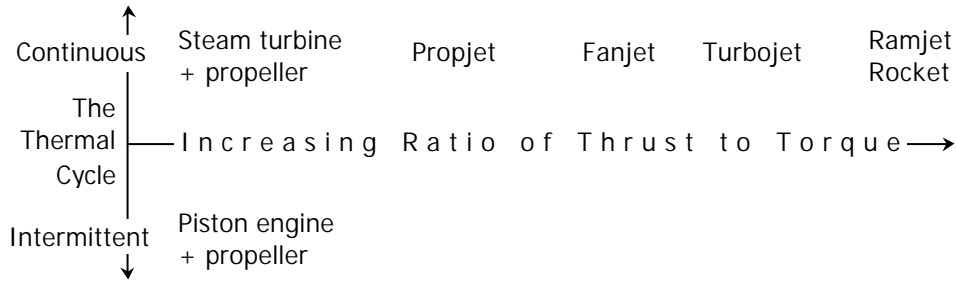 Continuous
Steam turbine
+ propeller
Propjet
Fanjet
Turbojet
Ramjet
Rocket
The
Thermal
Cycle
Increasing Ratio of Thrust to Torque
Intermittent
Piston engine
+ propeller